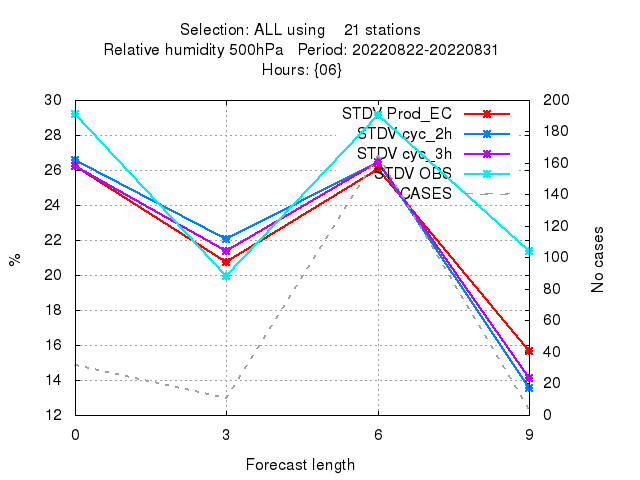 Selection: ALL using 21 stations
Relative humidity 500hPa Period: 20220822-20220831
Hours: {06}
STDV Prod_EC
STDV cyc_2h
STDV cyc_3h
STDV OBS
CASES
30
28
26
24
22
20
18
16
14
12
%
200
180
160
140
120
100
80
60
40
20
0
No cases
0 3 6 9
Forecast length